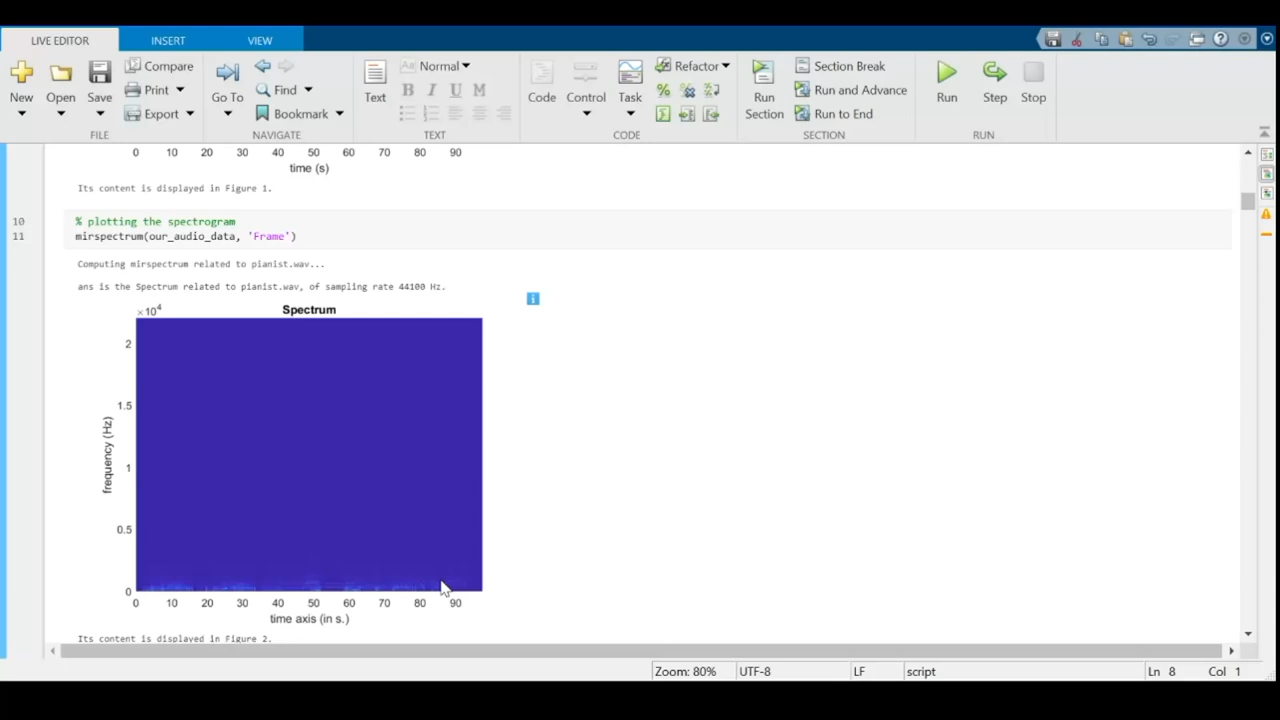 LIVE EDITOR INSERT VIEW
New Open Save Compare Print Export FILE
Go To Find Bookmark NAVIGATE
Text Aa Normal B I U M TEXT
Code Control Task Refactor CODE
Run Section Section Break Run and Advance Run to End SECTION
Run Step Stop RUN
0 10 20 30 40 50 60 70 80 90
time (s)
Its content is displayed in Figure 1.
10 % plotting the spectrogram
11 mirspectrum(our_audio_data, 'Frame')
Computing mirspectrum related to pianist.wav...
ans is the Spectrum related to pianist.wav, of sampling rate 44100 Hz.
×10⁴ Spectrum
2
1.5
1
0.5
0
frequency (Hz)
0 10 20 30 40 50 60 70 80 90
time axis (in s.)
Its content is displayed in Figure 2.
Zoom: 80% UTF-8 LF script Ln 8 Col 1